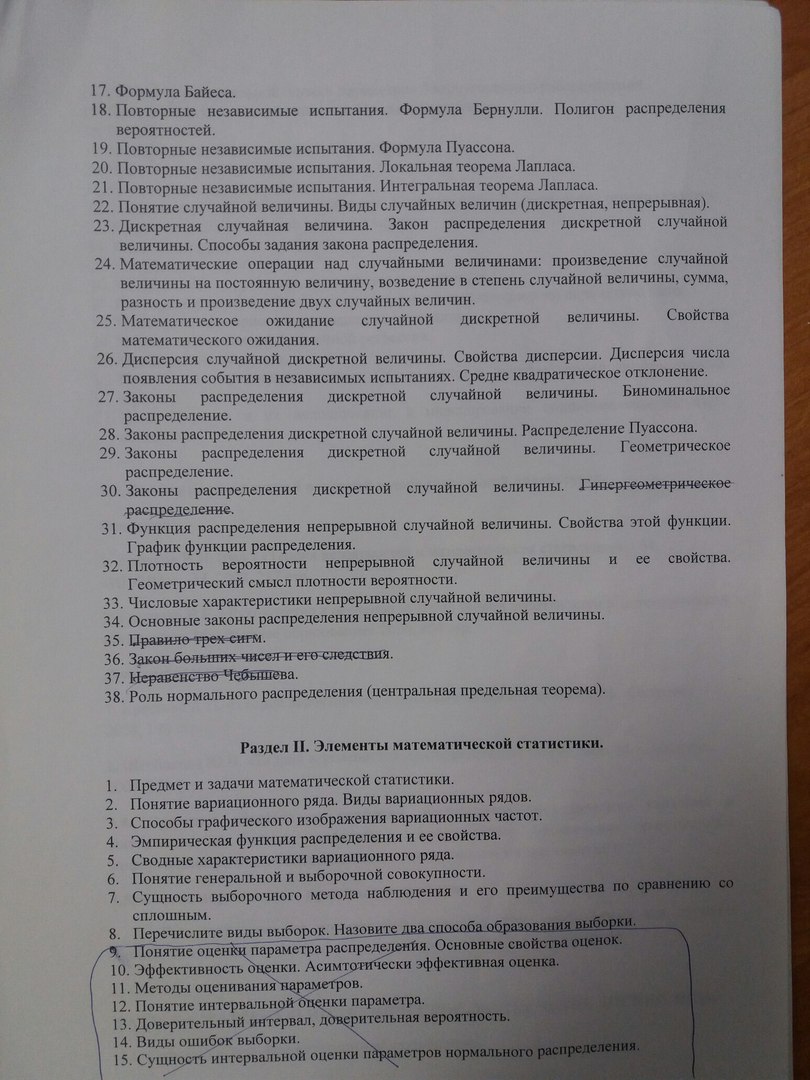 17. Формула Байеса.
18. Повторные независимые испытания. Формула Бернулли. Полигон распределения
вероятностей.
19. Повторные независимые испытания. Формула Пуассона.
20. Повторные независимые испытания. Локальная теорема Лапласа.
21. Повторные независимые испытания. Интегральная теорема Лапласа.
22. Понятие случайной величины. Виды случайных величин (дискретная, непрерывная).
23. Дискретная случайная величина. Закон распределения дискретной случайной
величины. Способы задания закона распределения.
24. Математические операции над случайными величинами: произведение случайной
величины на постоянную величину, возведение в степень случайной величины, сумма,
разность и произведение двух случайных величин.
25. Математическое ожидание случайной дискретной величины. Свойства
математического ожидания.
26. Дисперсия случайной дискретной величины. Свойства дисперсии. Дисперсия числа
появления события в независимых испытаниях. Средне квадратическое отклонение.
27. Законы распределения дискретной случайной величины. Биноминальное
распределение.
28. Законы распределения дискретной случайной величины. Распределение Пуассона.
29. Законы распределения дискретной случайной величины. Геометрическое
распределение.
30. Законы распределения дискретной случайной величины. Гипергеометрическое
распределение.
31. Функция распределения непрерывной случайной величины. Свойства этой функции.
График функции распределения.
32. Плотность вероятности непрерывной случайной величины и ее свойства.
Геометрический смысл плотности вероятности.
33. Числовые характеристики непрерывной случайной величины.
34. Основные законы распределения непрерывной случайной величины.
35. Правило трех сигм.
36. Закон больших чисел и его следствия.
37. Неравенство Чебышева.
38. Роль нормального распределения (центральная предельная теорема).
Раздел II. Элементы математической статистики.
1. Предмет и задачи математической статистики.
2. Понятие вариационного ряда. Виды вариационных рядов.
3. Способы графического изображения вариационных частот.
4. Эмпирическая функция распределения и ее свойства.
5. Сводные характеристики вариационного ряда.
6. Понятие генеральной и выборочной совокупности.
7. Сущность выборочного метода наблюдения и его преимущества по сравнению со
сплошным.
8. Перечислите виды выборок. Назовите два способа образования выборки.
9. Понятие оценки параметра распределения. Основные свойства оценок.
10. Эффективность оценки. Асимтотически эффективная оценка.
11. Методы оценивания параметров.
12. Понятие интервальной оценки параметра.
13. Доверительный интервал, доверительная вероятность.
14. Виды ошибок выборки.
15. Сущность интервальной оценки параметров нормального распределения.